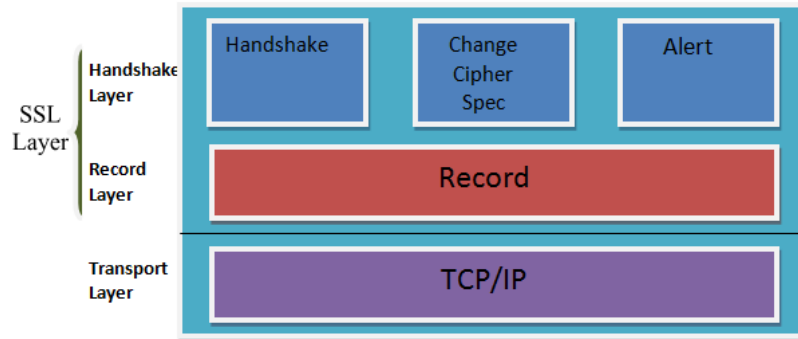 Handshake
Change
Cipher
Spec
Alert
Handshake
Layer
SSL
Layer
Record
Layer
Record
Transport
Layer
TCP/IP